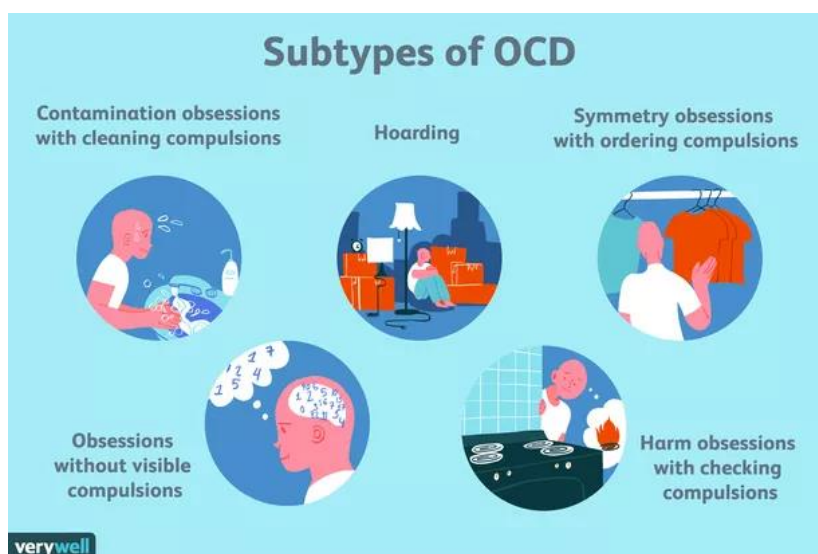 Subtypes of OCD
Contamination obsessions
with cleaning compulsions
Hoarding
Symmetry obsessions
with ordering compulsions
Obsessions
without visible
compulsions
Harm obsessions
with checking
compulsions
verywell